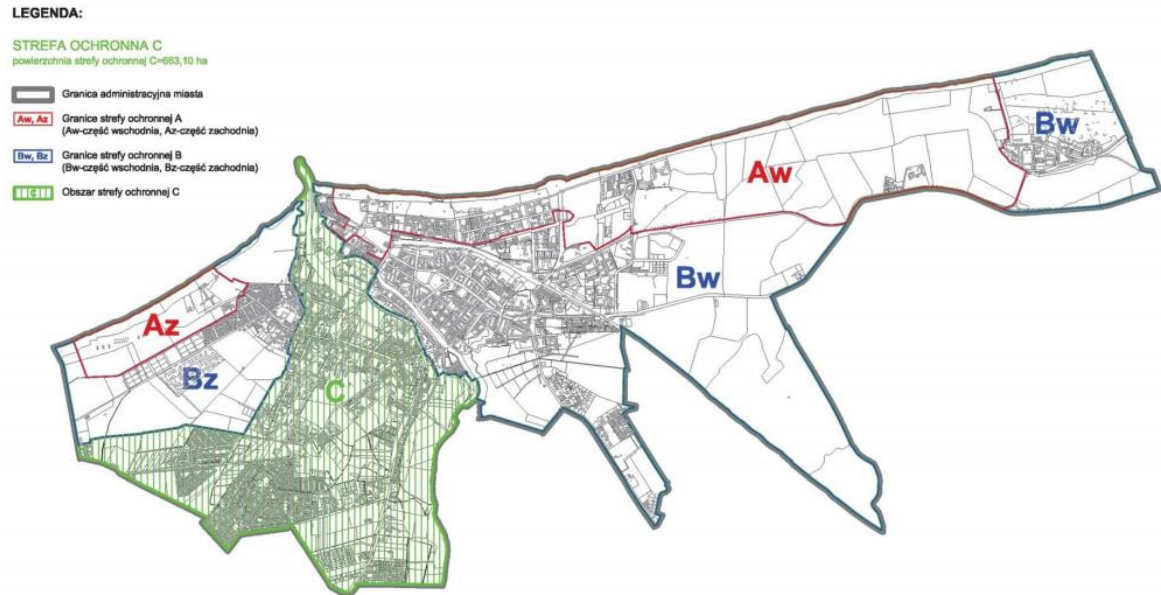 LEGENDA:
STREFA OCHRONNA C
powierzchnia strefy ochronnej C=663,10 ha
Granica administracyjna miasta
Aw, Az
Granice strefy ochronnej A
(Aw-część wschodnia, Az-część zachodnia)
Bw, Bz
Granice strefy ochronnej B
(Bw-część wschodnia, Bz-część zachodnia)
C
Obszar strefy ochronnej C
Bw
Aw
Bw
Az
Bz
C